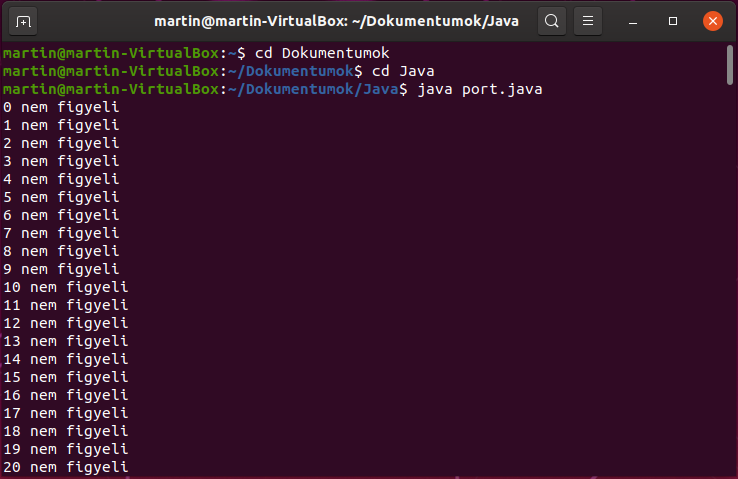 martin@martin-VirtualBox: ~/Dokumentumok/Java
martin@martin-VirtualBox:~$ cd Dokumentumok
martin@martin-VirtualBox:~/Dokumentumok$ cd Java
martin@martin-VirtualBox:~/Dokumentumok/Java$ java port.java
0 nem figyeli
1 nem figyeli
2 nem figyeli
3 nem figyeli
4 nem figyeli
5 nem figyeli
6 nem figyeli
7 nem figyeli
8 nem figyeli
9 nem figyeli
10 nem figyeli
11 nem figyeli
12 nem figyeli
13 nem figyeli
14 nem figyeli
15 nem figyeli
16 nem figyeli
17 nem figyeli
18 nem figyeli
19 nem figyeli
20 nem figyeli